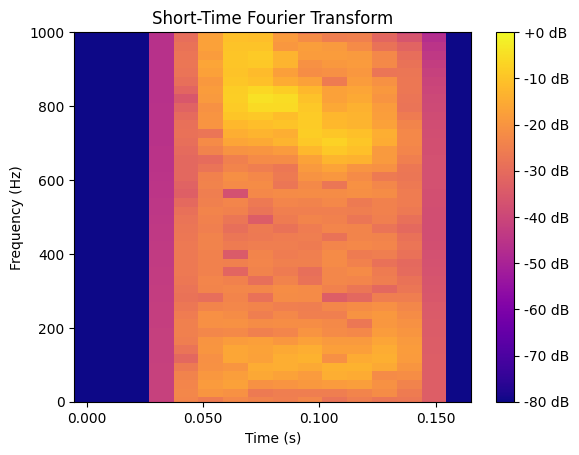 Short-Time Fourier Transform
1000
800
600
400
200
0
Frequency (Hz)
0.000
0.050
0.100
0.150
Time (s)
+0 dB
-10 dB
-20 dB
-30 dB
-40 dB
-50 dB
-60 dB
-70 dB
-80 dB